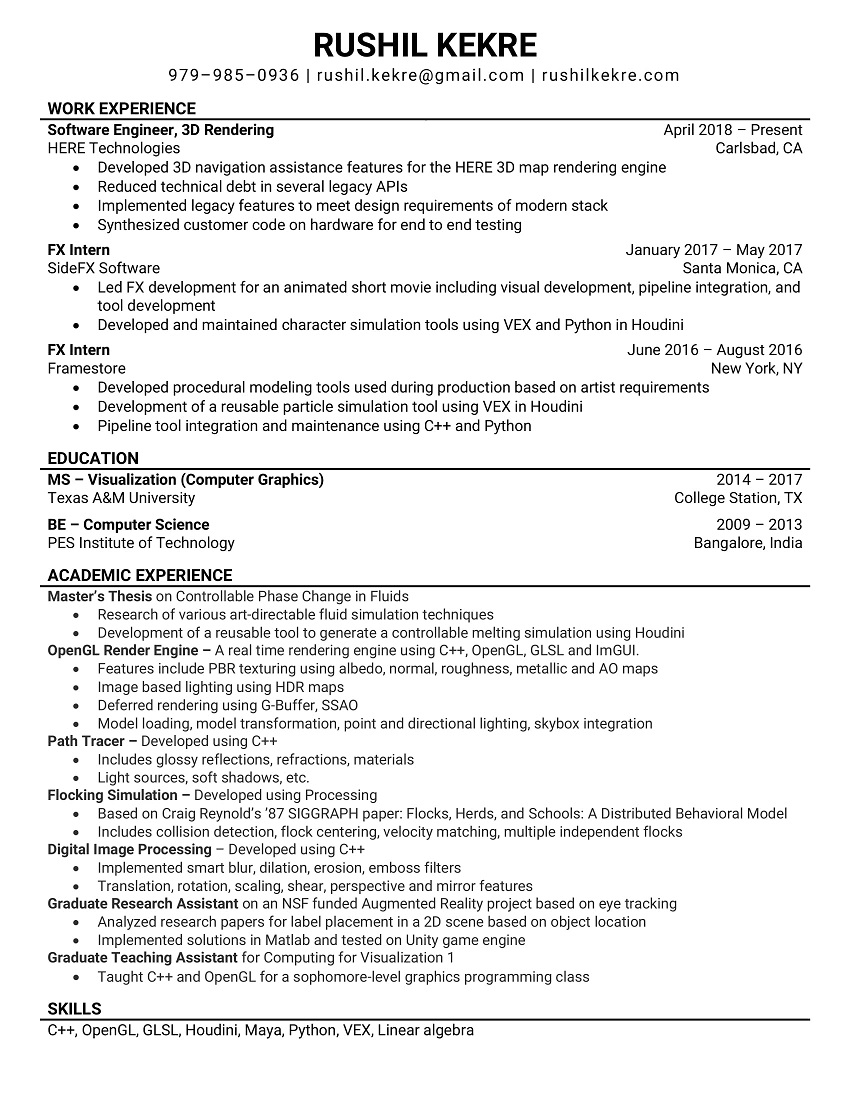 RUSHIL KEKRE
979–985–0936 | rushil.kekre@gmail.com | rushilkekre.com
WORK EXPERIENCE
Software Engineer, 3D Rendering April 2018 – Present
HERE Technologies Carlsbad, CA
• Developed 3D navigation assistance features for the HERE 3D map rendering engine
• Reduced technical debt in several legacy APIs
• Implemented legacy features to meet design requirements of modern stack
• Synthesized customer code on hardware for end to end testing
FX Intern January 2017 – May 2017
SideFX Software Santa Monica, CA
• Led FX development for an animated short movie including visual development, pipeline integration, and
tool development
• Developed and maintained character simulation tools using VEX and Python in Houdini
FX Intern June 2016 – August 2016
Framestore New York, NY
• Developed procedural modeling tools used during production based on artist requirements
• Development of a reusable particle simulation tool using VEX in Houdini
• Pipeline tool integration and maintenance using C++ and Python
EDUCATION
MS – Visualization (Computer Graphics) 2014 – 2017
Texas A&M University College Station, TX
BE – Computer Science 2009 – 2013
PES Institute of Technology Bangalore, India
ACADEMIC EXPERIENCE
Master’s Thesis on Controllable Phase Change in Fluids
• Research of various art-directable fluid simulation techniques
• Development of a reusable tool to generate a controllable melting simulation using Houdini
OpenGL Render Engine – A real time rendering engine using C++, OpenGL, GLSL and ImGUI.
• Features include PBR texturing using albedo, normal, roughness, metallic and AO maps
• Image based lighting using HDR maps
• Deferred rendering using G-Buffer, SSAO
• Model loading, model transformation, point and directional lighting, skybox integration
Path Tracer – Developed using C++
• Includes glossy reflections, refractions, materials
• Light sources, soft shadows, etc.
Flocking Simulation – Developed using Processing
• Based on Craig Reynold’s ’87 SIGGRAPH paper: Flocks, Herds, and Schools: A Distributed Behavioral Model
• Includes collision detection, flock centering, velocity matching, multiple independent flocks
Digital Image Processing – Developed using C++
• Implemented smart blur, dilation, erosion, emboss filters
• Translation, rotation, scaling, shear, perspective and mirror features
Graduate Research Assistant on an NSF funded Augmented Reality project based on eye tracking
• Analyzed research papers for label placement in a 2D scene based on object location
• Implemented solutions in Matlab and tested on Unity game engine
Graduate Teaching Assistant for Computing for Visualization 1
• Taught C++ and OpenGL for a sophomore-level graphics programming class
SKILLS
C++, OpenGL, GLSL, Houdini, Maya, Python, VEX, Linear algebra